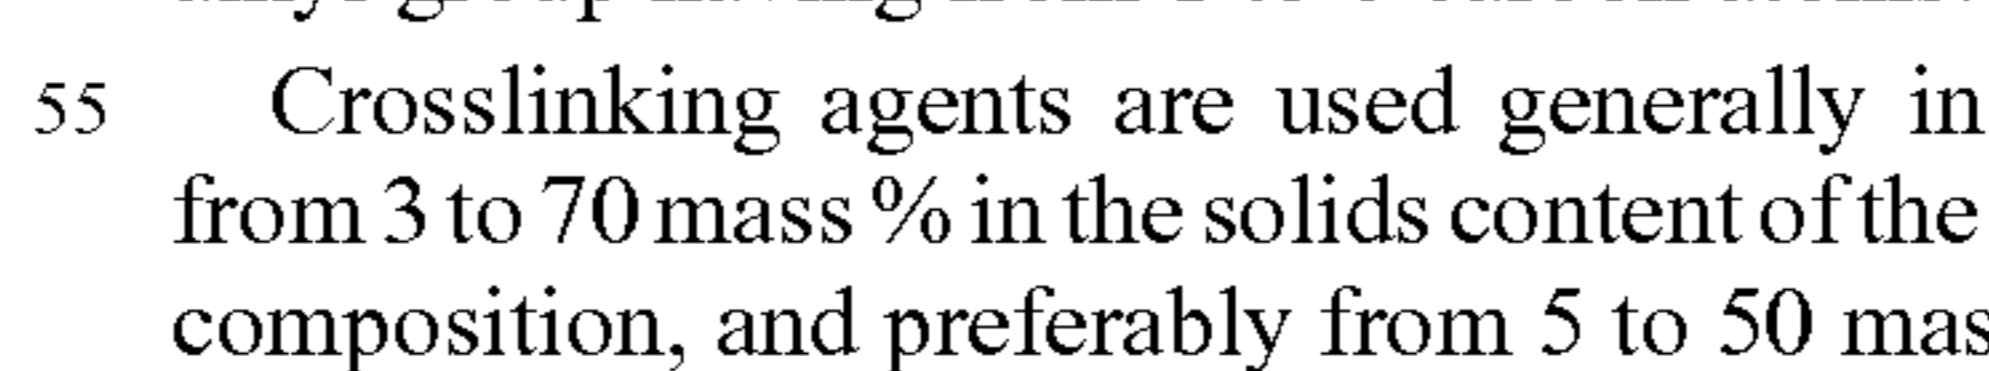 55 Crosslinking agents are used generally in
from 3 to 70 mass % in the solids content of the
composition, and preferably from 5 to 50 mas